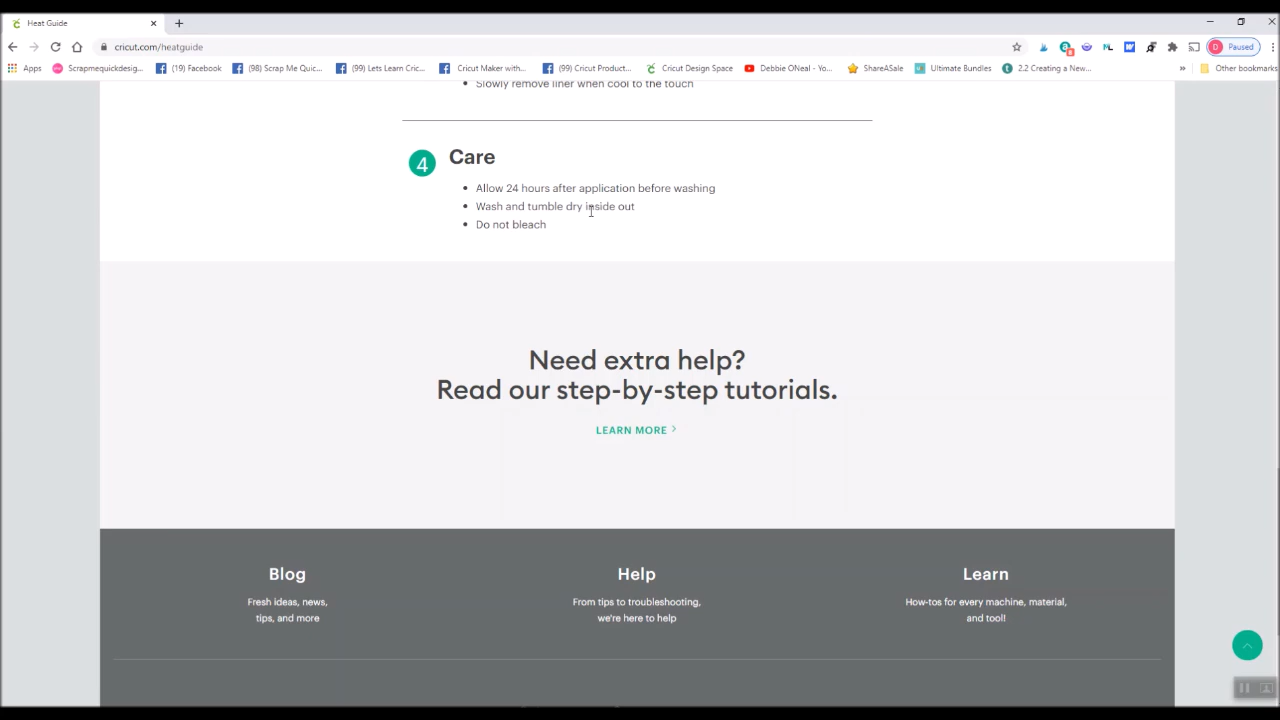 Heat Guide
cricut.com/heatguide
Paused
Apps
Scrapmequickdesig...
(19) Facebook
(98) Scrap Me Quic...
(99) Lets Learn Cric...
Cricut Maker with...
(99) Cricut Product...
Cricut Design Space
Debbie ONeal - Yo...
ShareASale
Ultimate Bundles
2.2 Creating a New...
»
Other bookmarks
• Slowly remove liner when cool to the touch
4 Care
• Allow 24 hours after application before washing
• Wash and tumble dry inside out
• Do not bleach
Need extra help?
Read our step-by-step tutorials.
LEARN MORE >
Blog
Fresh ideas, news,
tips, and more
Help
From tips to troubleshooting,
we're here to help
Learn
How-tos for every machine, material,
and tool!